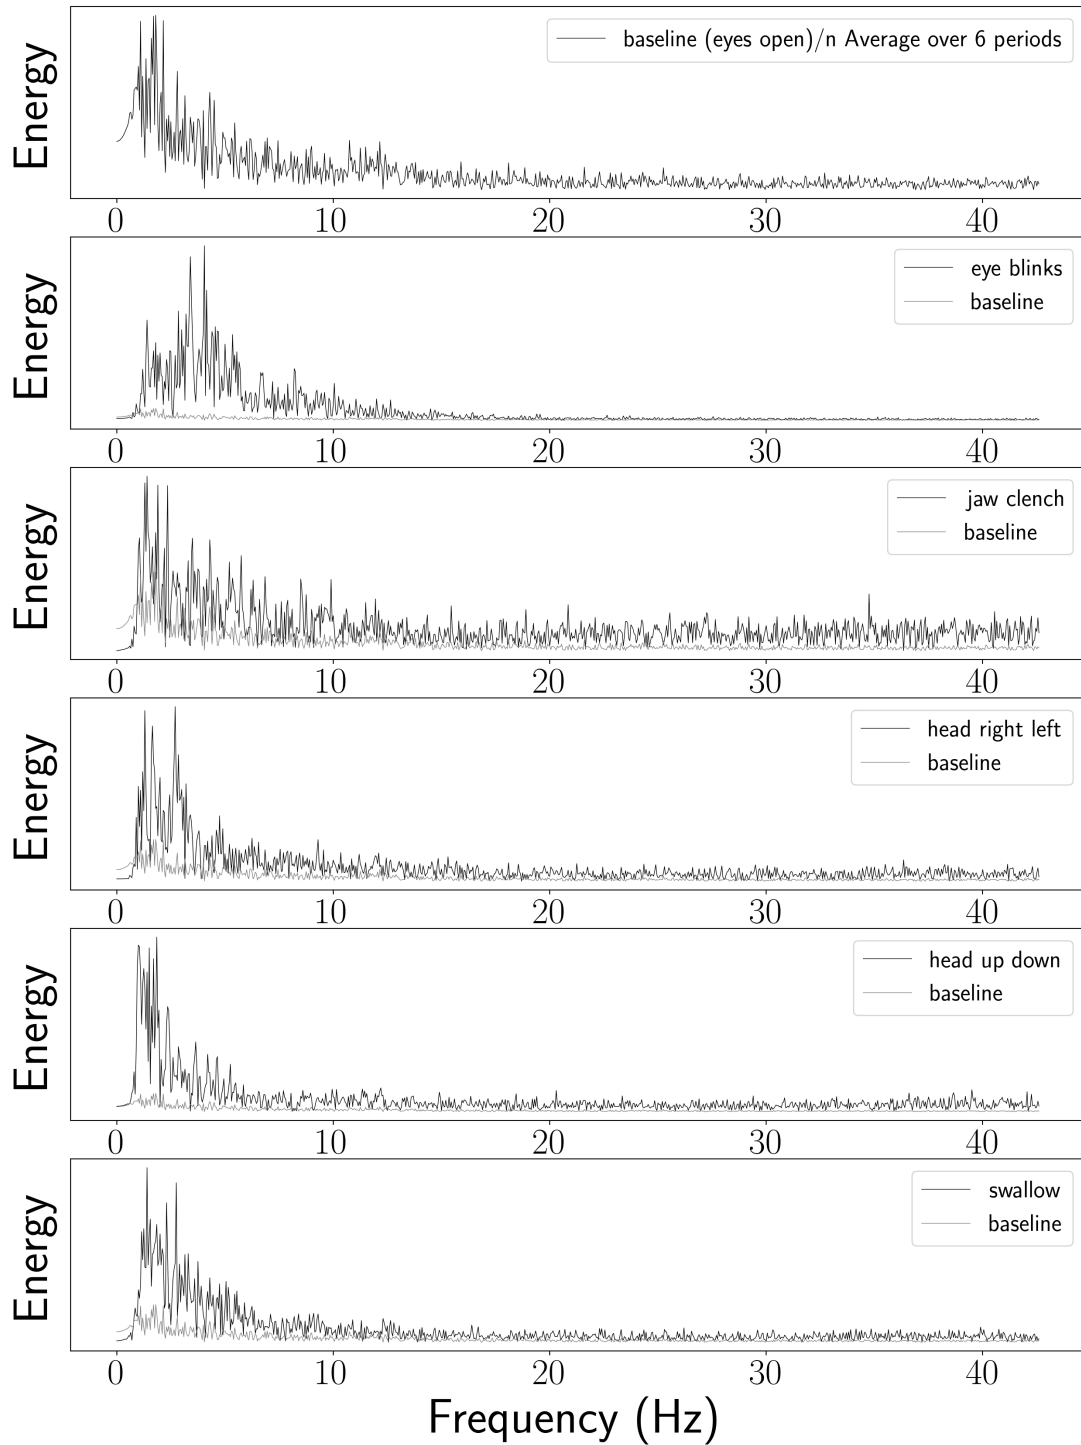 Energy
baseline (eyes open)/n Average over 6 periods
0 10 20 30 40
Energy
eye blinks
baseline
0 10 20 30 40
Energy
jaw clench
baseline
0 10 20 30 40
Energy
head right left
baseline
0 10 20 30 40
Energy
head up down
baseline
0 10 20 30 40
Energy
swallow
baseline
0 10 20 30 40
Frequency (Hz)